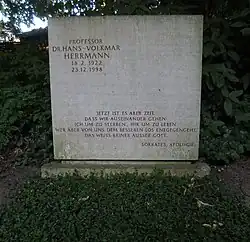 PROFESSOR
DR. HANS-VOLKMAR
HERRMANN
18. 2. 1922
23. 12. 1998
JETZT IST ES ABER ZEIT,
DASS WIR AUSEINANDER GEHEN:
ICH UM ZU STERBEN, IHR UM ZU LEBEN
WER ABER VON UNS DEM BESSEREN LOS ENTGEGENGEHT
DAS WEISS KEINER AUSSER GOTT.
SOKRATES, APOLOGIE